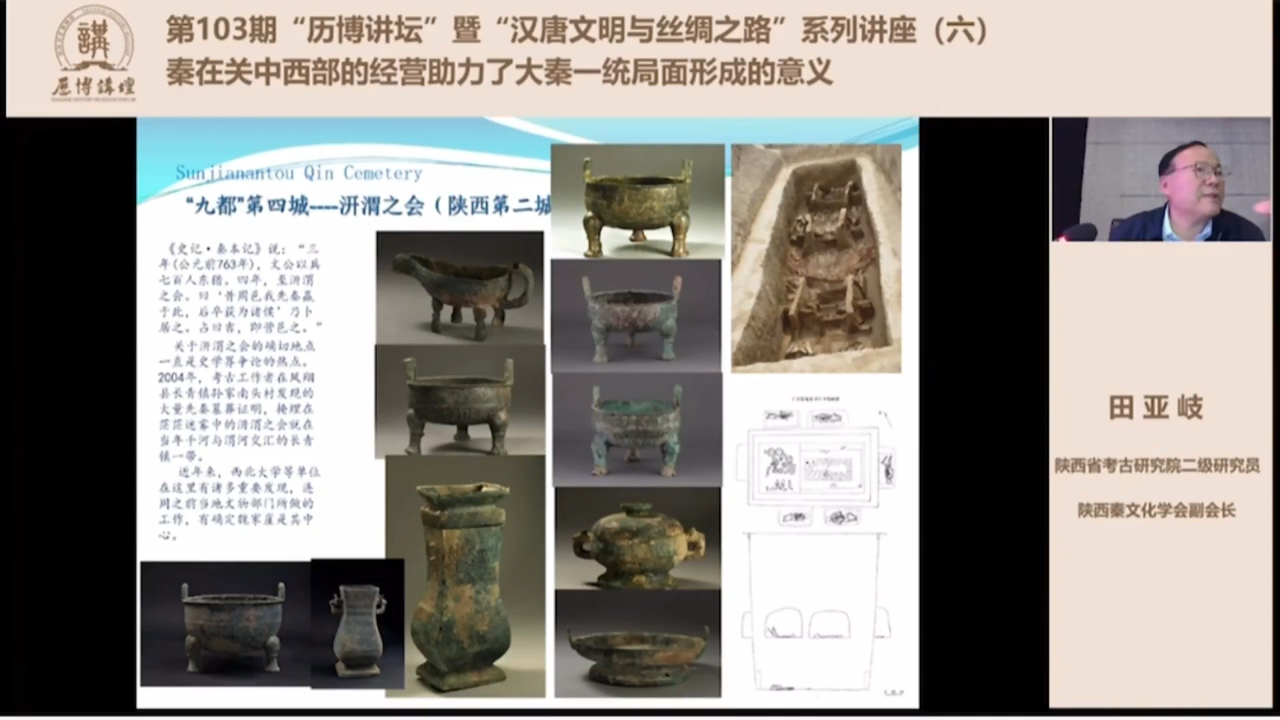 第103期“历博讲坛”暨“汉唐文明与丝绸之路”系列讲座（六）
秦在关中西部的经营助力了大秦一统局面形成的意义
講
历博講壇
Sunjianantou Qin Cemetery
“九都”第四城----汧渭之会（陕西第二城
《史记·秦本记》说：“三
年(公元前763年)，文公以兵
七百人东猎。四年，至汧渭
之会。曰‘昔周邑我先秦嬴
于此，后卒获为诸侯’乃卜
居之。占曰吉，即营邑之。”
关于汧渭之会的确切地点
一直是史学界争论的热点。
2004年，考古工作者在凤翔
县长青镇孙家南头村发现的
大量先秦墓葬证明，掩埋在
茫茫迷雾中的汧渭之会就在
当年千河与渭河交汇的长青
镇一带。
近年来，西北大学等单位
在这里有诸多重要发现，连
同之前当地文物部门所做的
工作，有确定魏家崖是其中
心。
田亚岐
陕西省考古研究院二级研究员
陕西秦文化学会副会长